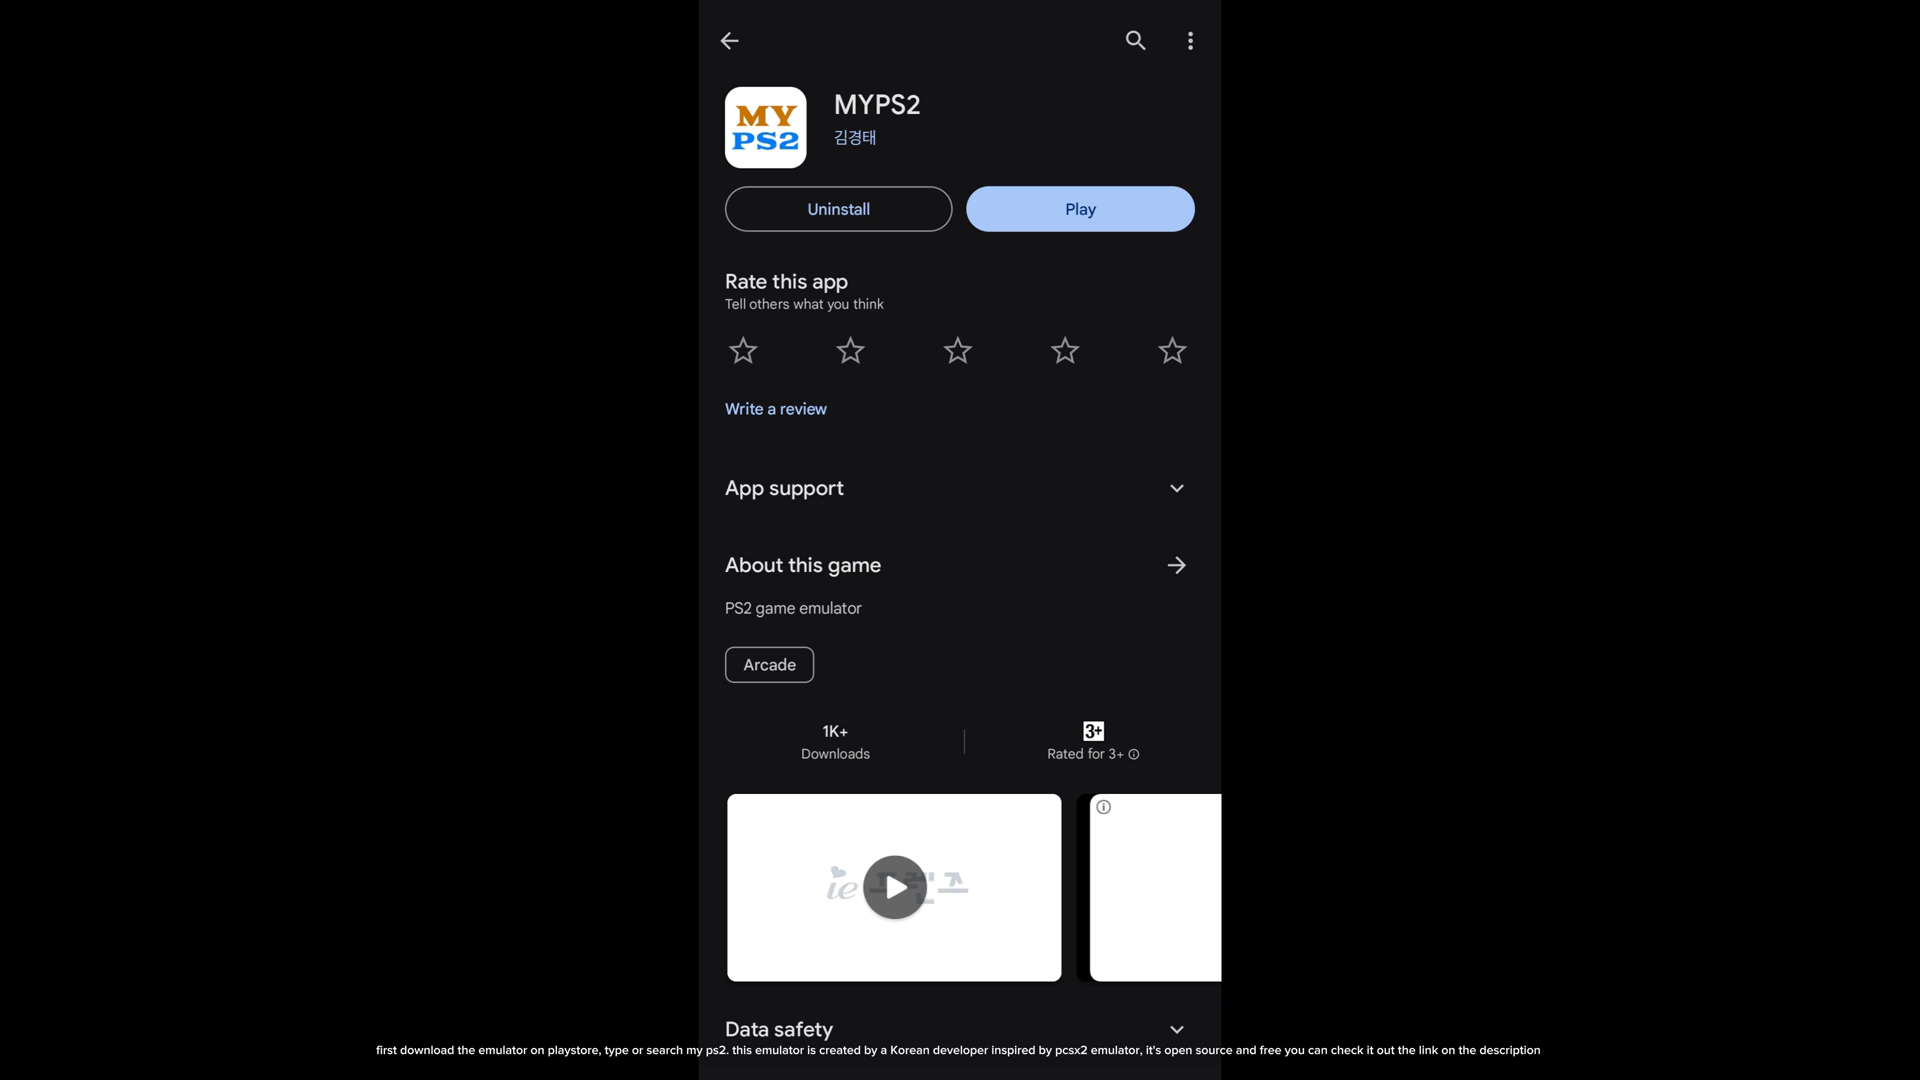 MY
PS2
MYPS2
김경태
Uninstall
Play
Rate this app
Tell others what you think
Write a review
App support
About this game
PS2 game emulator
Arcade
1K+
Downloads
3+
Rated for 3+
ie
Data safety
first download the emulator on playstore, type or search my ps2. this emulator is created by a Korean developer inspired by pcsx2 emulator, it's open source and free you can check it out the link on the description